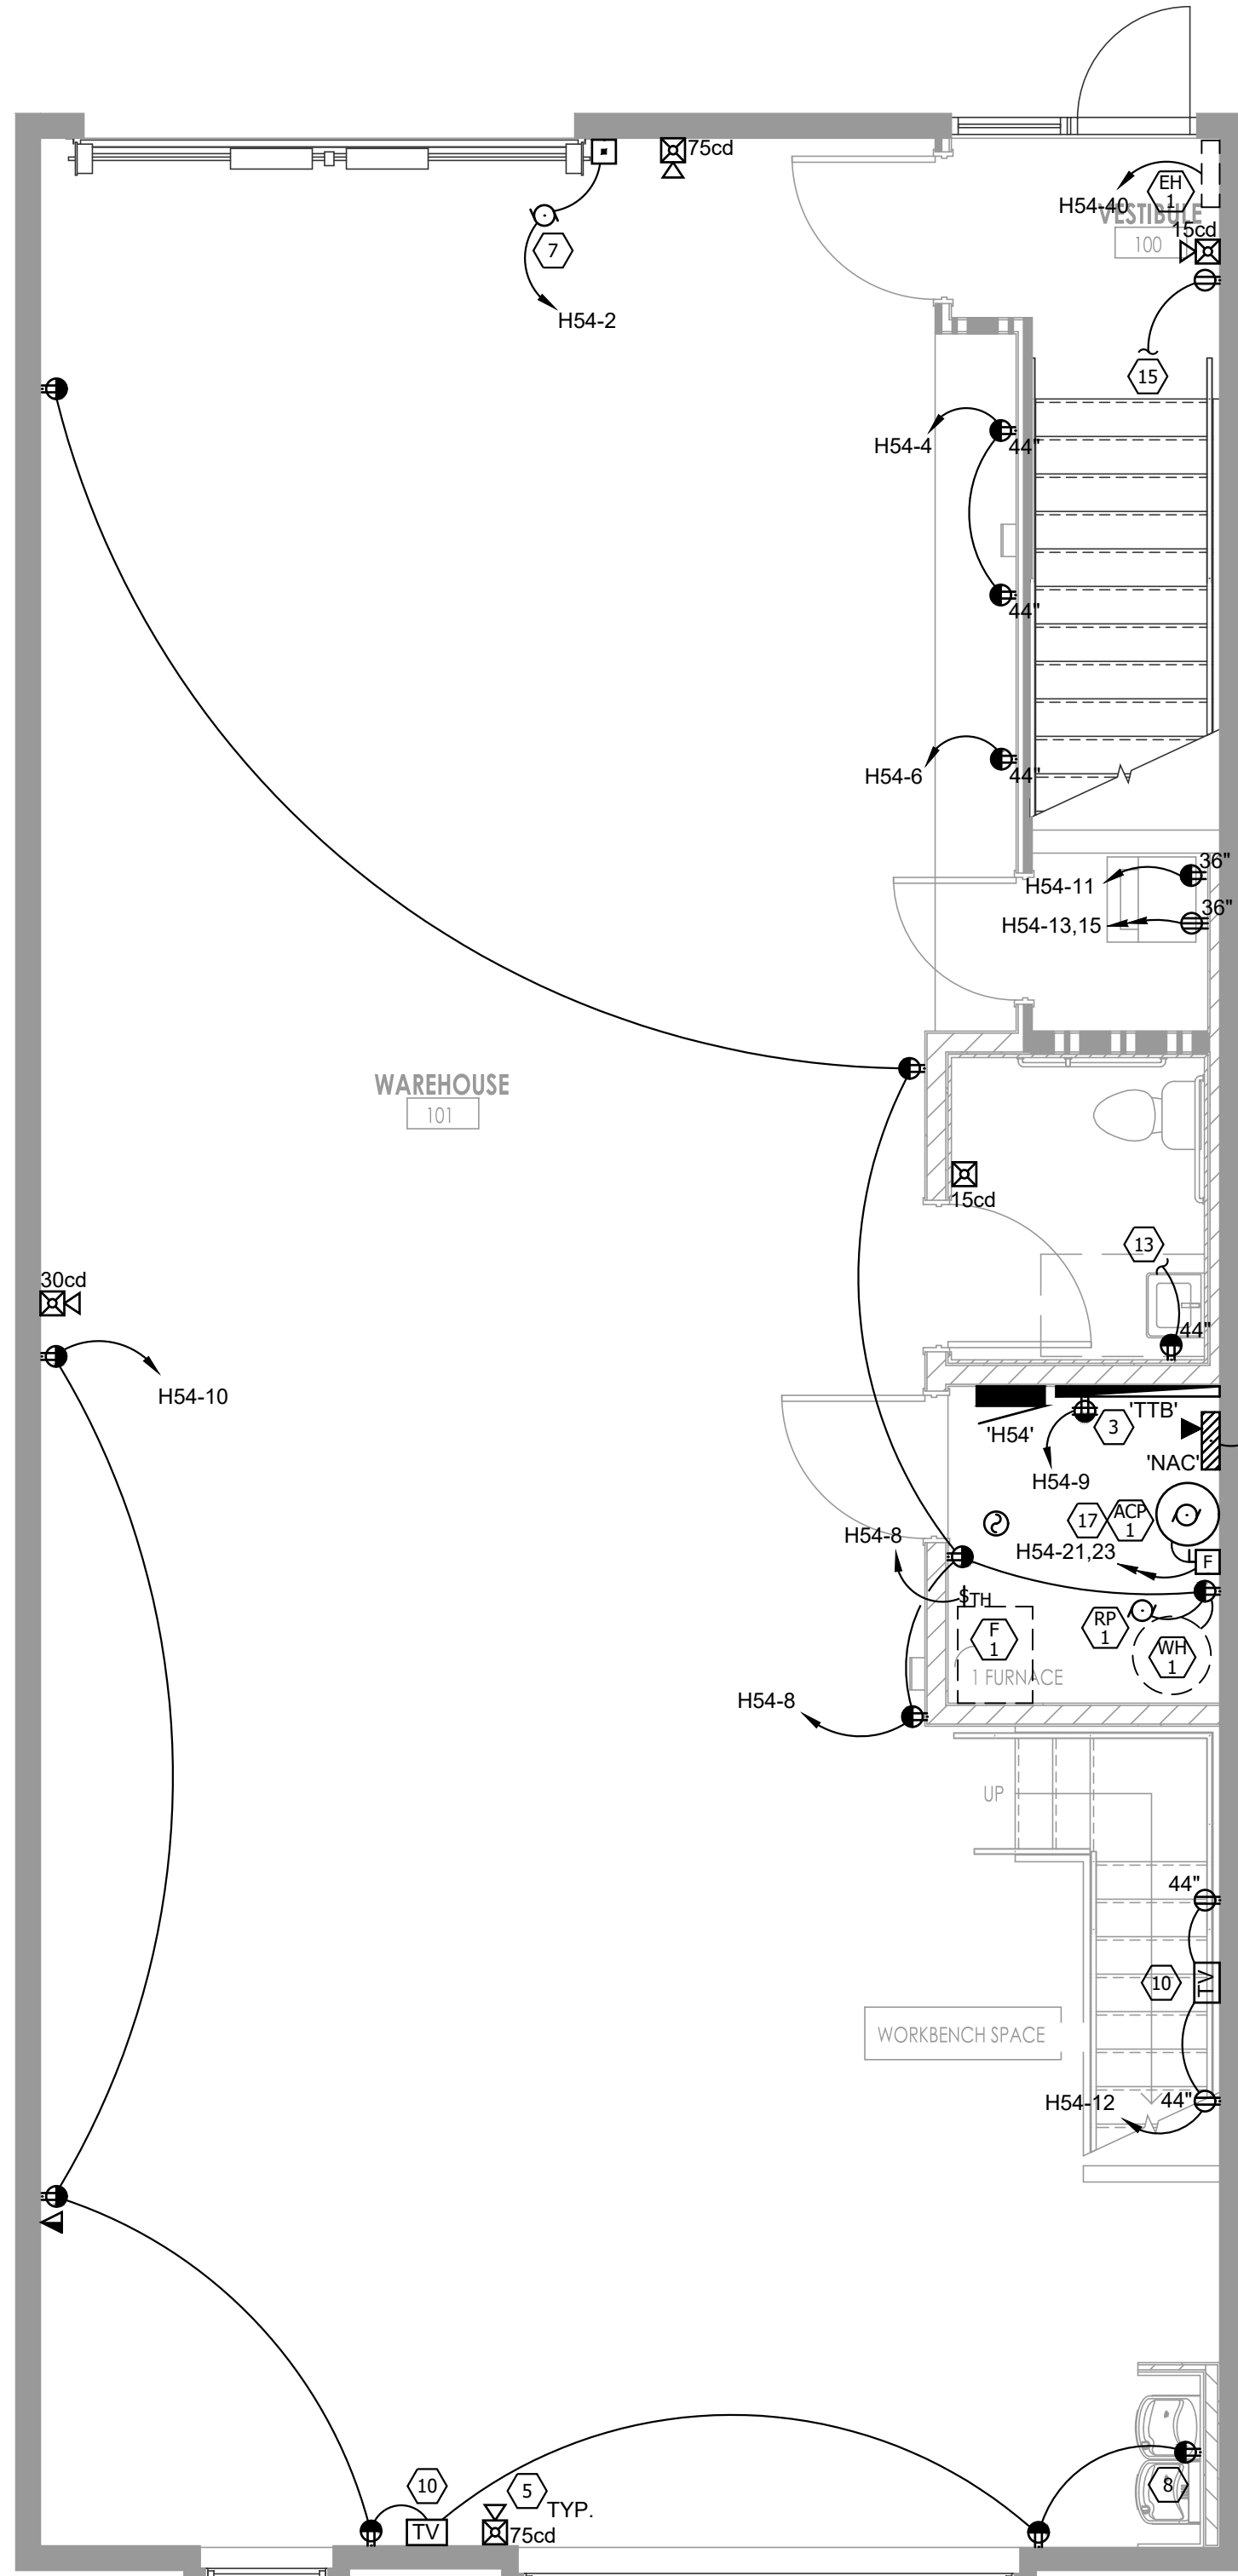 75cd
H54-40
EH
1
VESTIBULE
100
15cd
7
H54-2
15
H54-4
44"
44"
H54-6
44"
36"
H54-11
36"
H54-13,15
WAREHOUSE
101
15cd
13
44"
30cd
H54-10
'H54'
3
'TTB'
'NAC'
H54-9
17
ACP
1
H54-8
H54-21,23
F
$TH
F
1
RP
1
WH
1
1 FURNACE
H54-8
UP
44"
10
TV
WORKBENCH SPACE
H54-12
44"
10
5
TYP.
8
TV
75cd